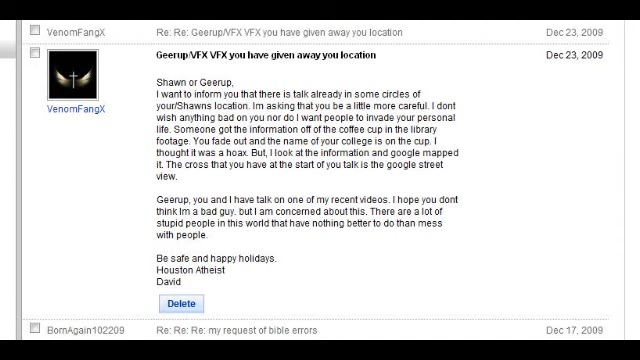 VenomFangX Re: Re: Geerup/VFX VFX you have given away you location Dec 23, 2009
Geerup/VFX VFX you have given away you location Dec 23, 2009
VenomFangX
Shawn or Geerup,
I want to inform you that there is talk already in some circles of
your/Shawns location. Im asking that you be a little more careful. I dont
wish anything bad on you nor do I want people to invade your personal
life. Someone got the information off of the coffee cup in the library
footage. You fade out and the name of your college is on the cup. I
thought it was a hoax. But, I look at the information and google mapped
it. The cross that you have at the start of you talk is the google street
view.
Geerup, you and I have talk on one of my recent videos. I hope you dont
think Im a bad guy. but I am concerned about this. There are a lot of
stupid people in this world that have nothing better to do than mess
with people.
Be safe and happy holidays.
Houston Atheist
David
Delete
BornAgain102209 Re: Re: Re: my request of bible errors Dec 17, 2009